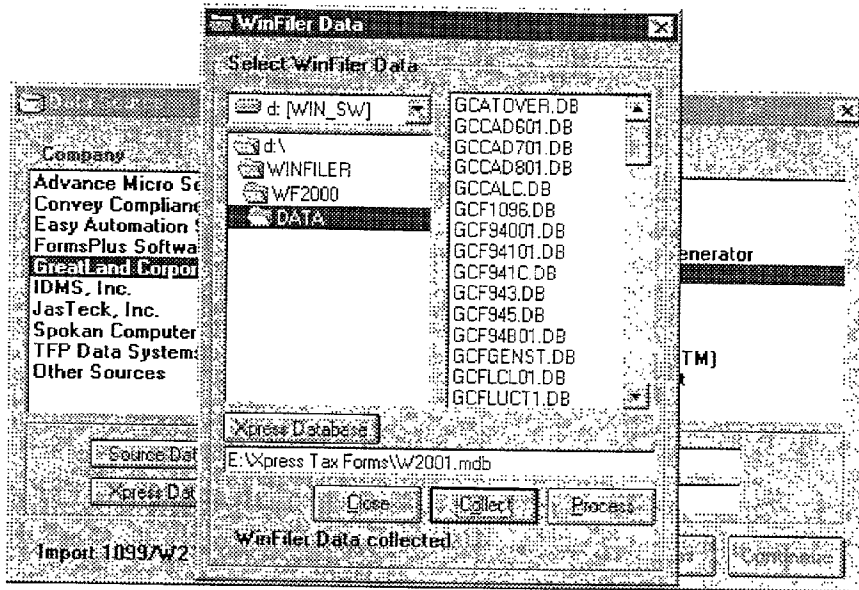 WinFiler Data
Select WinFiler Data
d: [WIN_SW]
d:\
WINFILER
WF2000
DATA
GCATOVER.DB
GCCAD601.DB
GCCAD701.DB
GCCAD801.DB
GCCALC.DB
GCF1096.DB
GCF94001.DB
GCF94101.DB
GCF941C.DB
GCF943.DB
GCF945.DB
GCF94B01.DB
GCFGENST.DB
GCFLCL01.DB
GCFLUCT1.DB
Xpress Database
E:\Xpress Tax Forms\W2001.mdb
Close
Collect
Process
WinFiler Data collected.
Company
Advance Micro
Convey Complianc
Easy Automation
FormsPlus Softwa
GreatLand Corpor
IDMS, Inc.
JasTeck, Inc.
Spokan Computer
TFP Data Systems
Other Sources
Source Dat
Xpress Dat
Import 1099/W2
enerator
TM)
t
Continue